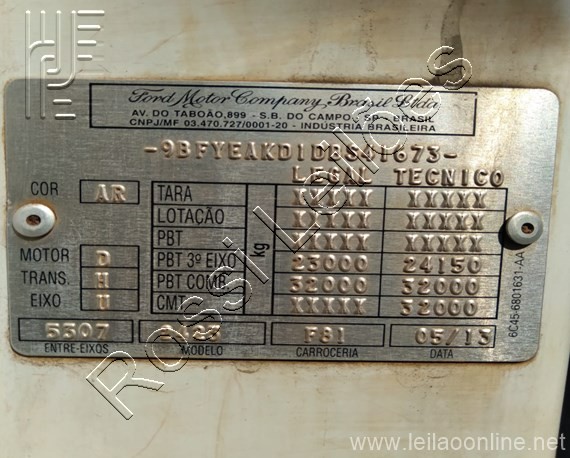 Ford Motor Company Brasil Ltda
AV. DO TABOÃO,899 - S.B. DO CAMPO, SP - BRASIL
CNPJ/MF 03.470.727/0001-20 - INDÚSTRIA BRASILEIRA
-9BFYEAKD1DBS41673-
LEGAL TECNICO
COR AR TARA XXXXX XXXXX
LOTAÇÃO XXXXX XXXXX
PBT XXXXX XXXXX
MOTOR D PBT 3º EIXO 23000 24150
TRANS. H PBT COMB. 32000 32000
EIXO U CMT XXXXX 32000
kg
5307 F81 05/13
ENTRE-EIXOS MODELO CARROCERIA DATA
6C45-6801631-AA
Rossi Leilões
www.leilaoonline.net